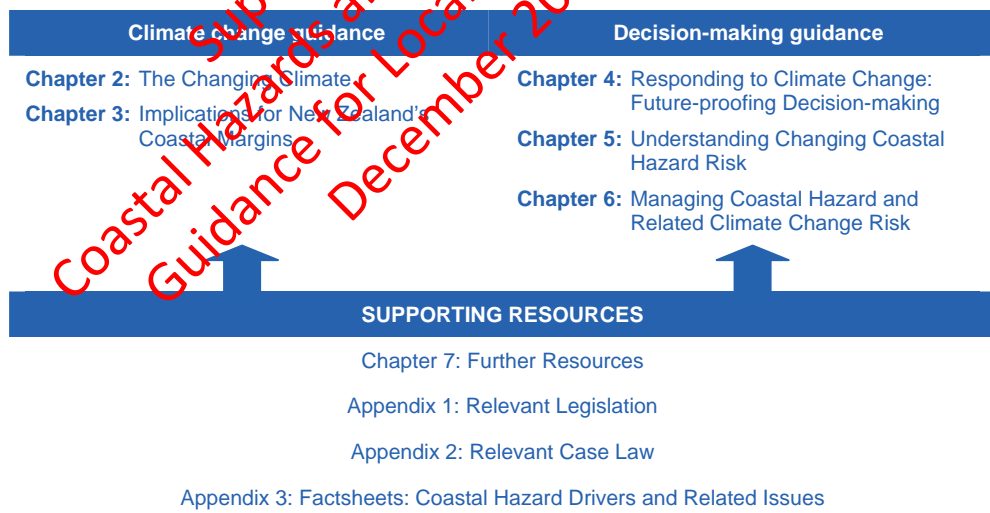 Climate change guidance
Chapter 2: The Changing Climate
Chapter 3: Implications for New Zealand's
Coastal Margins
Decision-making guidance
Chapter 4: Responding to Climate Change:
Future-proofing Decision-making
Chapter 5: Understanding Changing Coastal
Hazard Risk
Chapter 6: Managing Coastal Hazard and
Related Climate Change Risk
SUPPORTING RESOURCES
Chapter 7: Further Resources
Appendix 1: Relevant Legislation
Appendix 2: Relevant Case Law
Appendix 3: Factsheets: Coastal Hazard Drivers and Related Issues
Coastal Hazards
Guidance for Local
December